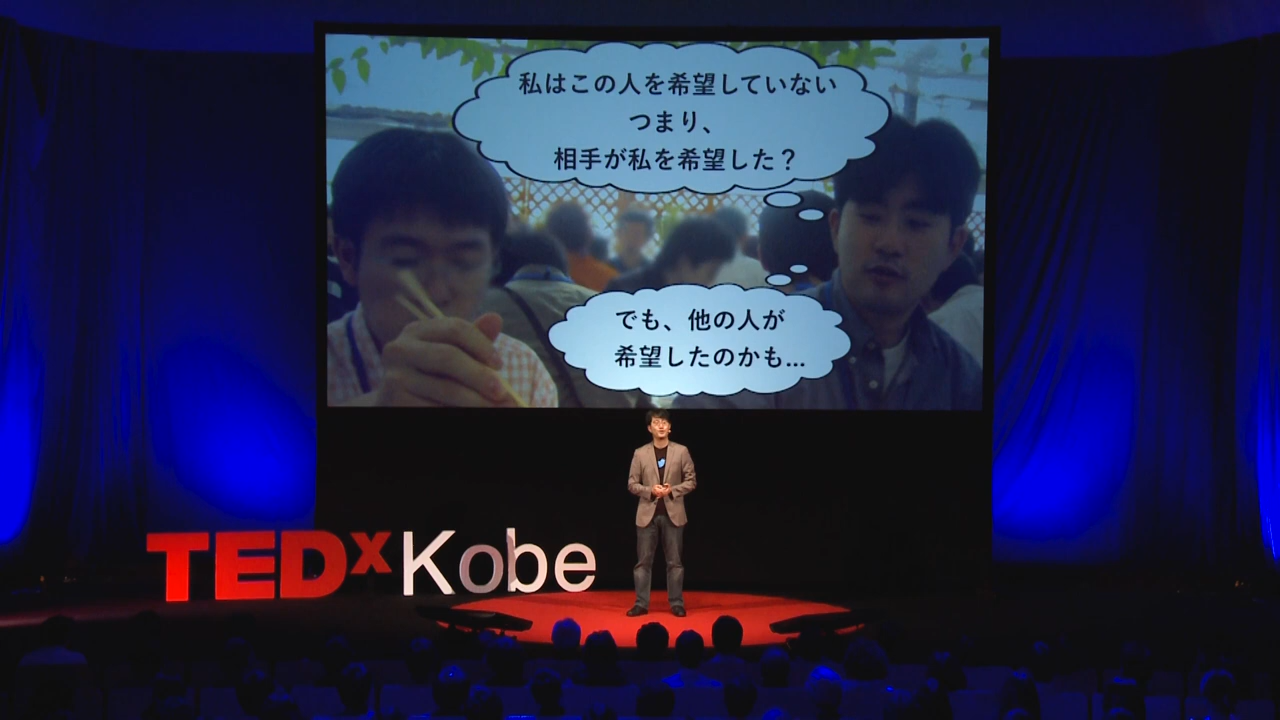 私はこの人を希望していない
つまり、
相手が私を希望した？
でも、他の人が
希望したのかも...
TEDxKobe